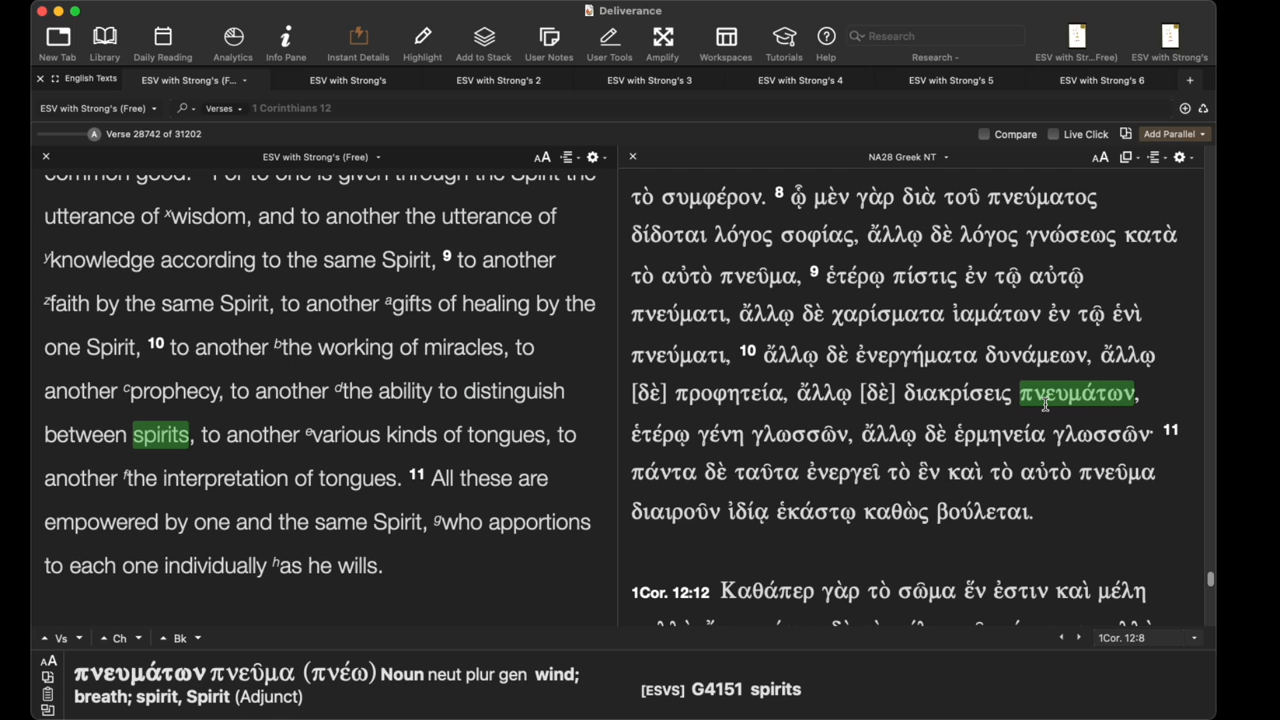 Deliverance
New Tab Library Daily Reading Analytics Info Pane Instant Details Highlight Add to Stack User Notes User Tools Amplify Workspaces Tutorials Help Research Research ESV with Str...Free) ESV with Strong's
English Texts ESV with Strong's (F... ESV with Strong's ESV with Strong's 2 ESV with Strong's 3 ESV with Strong's 4 ESV with Strong's 5 ESV with Strong's 6 +
ESV with Strong's (Free) Verses 1 Corinthians 12
A Verse 28742 of 31202 Compare Live Click Add Parallel
ESV with Strong's (Free) AA
utterance of xwisdom, and to another the utterance of
yknowledge according to the same Spirit, 9 to another
zfaith by the same Spirit, to another agifts of healing by the
one Spirit, 10 to another bthe working of miracles, to
another cprophecy, to another dthe ability to distinguish
between spirits, to another evarious kinds of tongues, to
another fthe interpretation of tongues. 11 All these are
empowered by one and the same Spirit, gwho apportions
to each one individually has he wills.
NA28 Greek NT AA
τὸ συμφέρον. 8 ᾧ μὲν γὰρ διὰ τοῦ πνεύματος
δίδοται λόγος σοφίας, ἄλλῳ δὲ λόγος γνώσεως κατὰ
τὸ αὐτὸ πνεῦμα, 9 ἑτέρῳ πίστις ἐν τῷ αὐτῷ
πνεύματι, ἄλλῳ δὲ χαρίσματα ἰαμάτων ἐν τῷ ἑνὶ
πνεύματι, 10 ἄλλῳ δὲ ἐνεργήματα δυνάμεων, ἄλλῳ
[δὲ] προφητεία, ἄλλῳ [δὲ] διακρίσεις πνευμάτων,
ἑτέρῳ γένη γλωσσῶν, ἄλλῳ δὲ ἑρμηνεία γλωσσῶν· 11
πάντα δὲ ταῦτα ἐνεργεῖ τὸ ἓν καὶ τὸ αὐτὸ πνεῦμα
διαιροῦν ἰδίᾳ ἑκάστῳ καθὼς βούλεται.
1Cor. 12:12 Καθάπερ γὰρ τὸ σῶμα ἕν ἐστιν καὶ μέλη
Vs Ch Bk 1Cor. 12:8
AA πνευμάτων πνεῦμα (πνέω) Noun neut plur gen wind;
breath; spirit, Spirit (Adjunct)
[ESVS] G4151 spirits